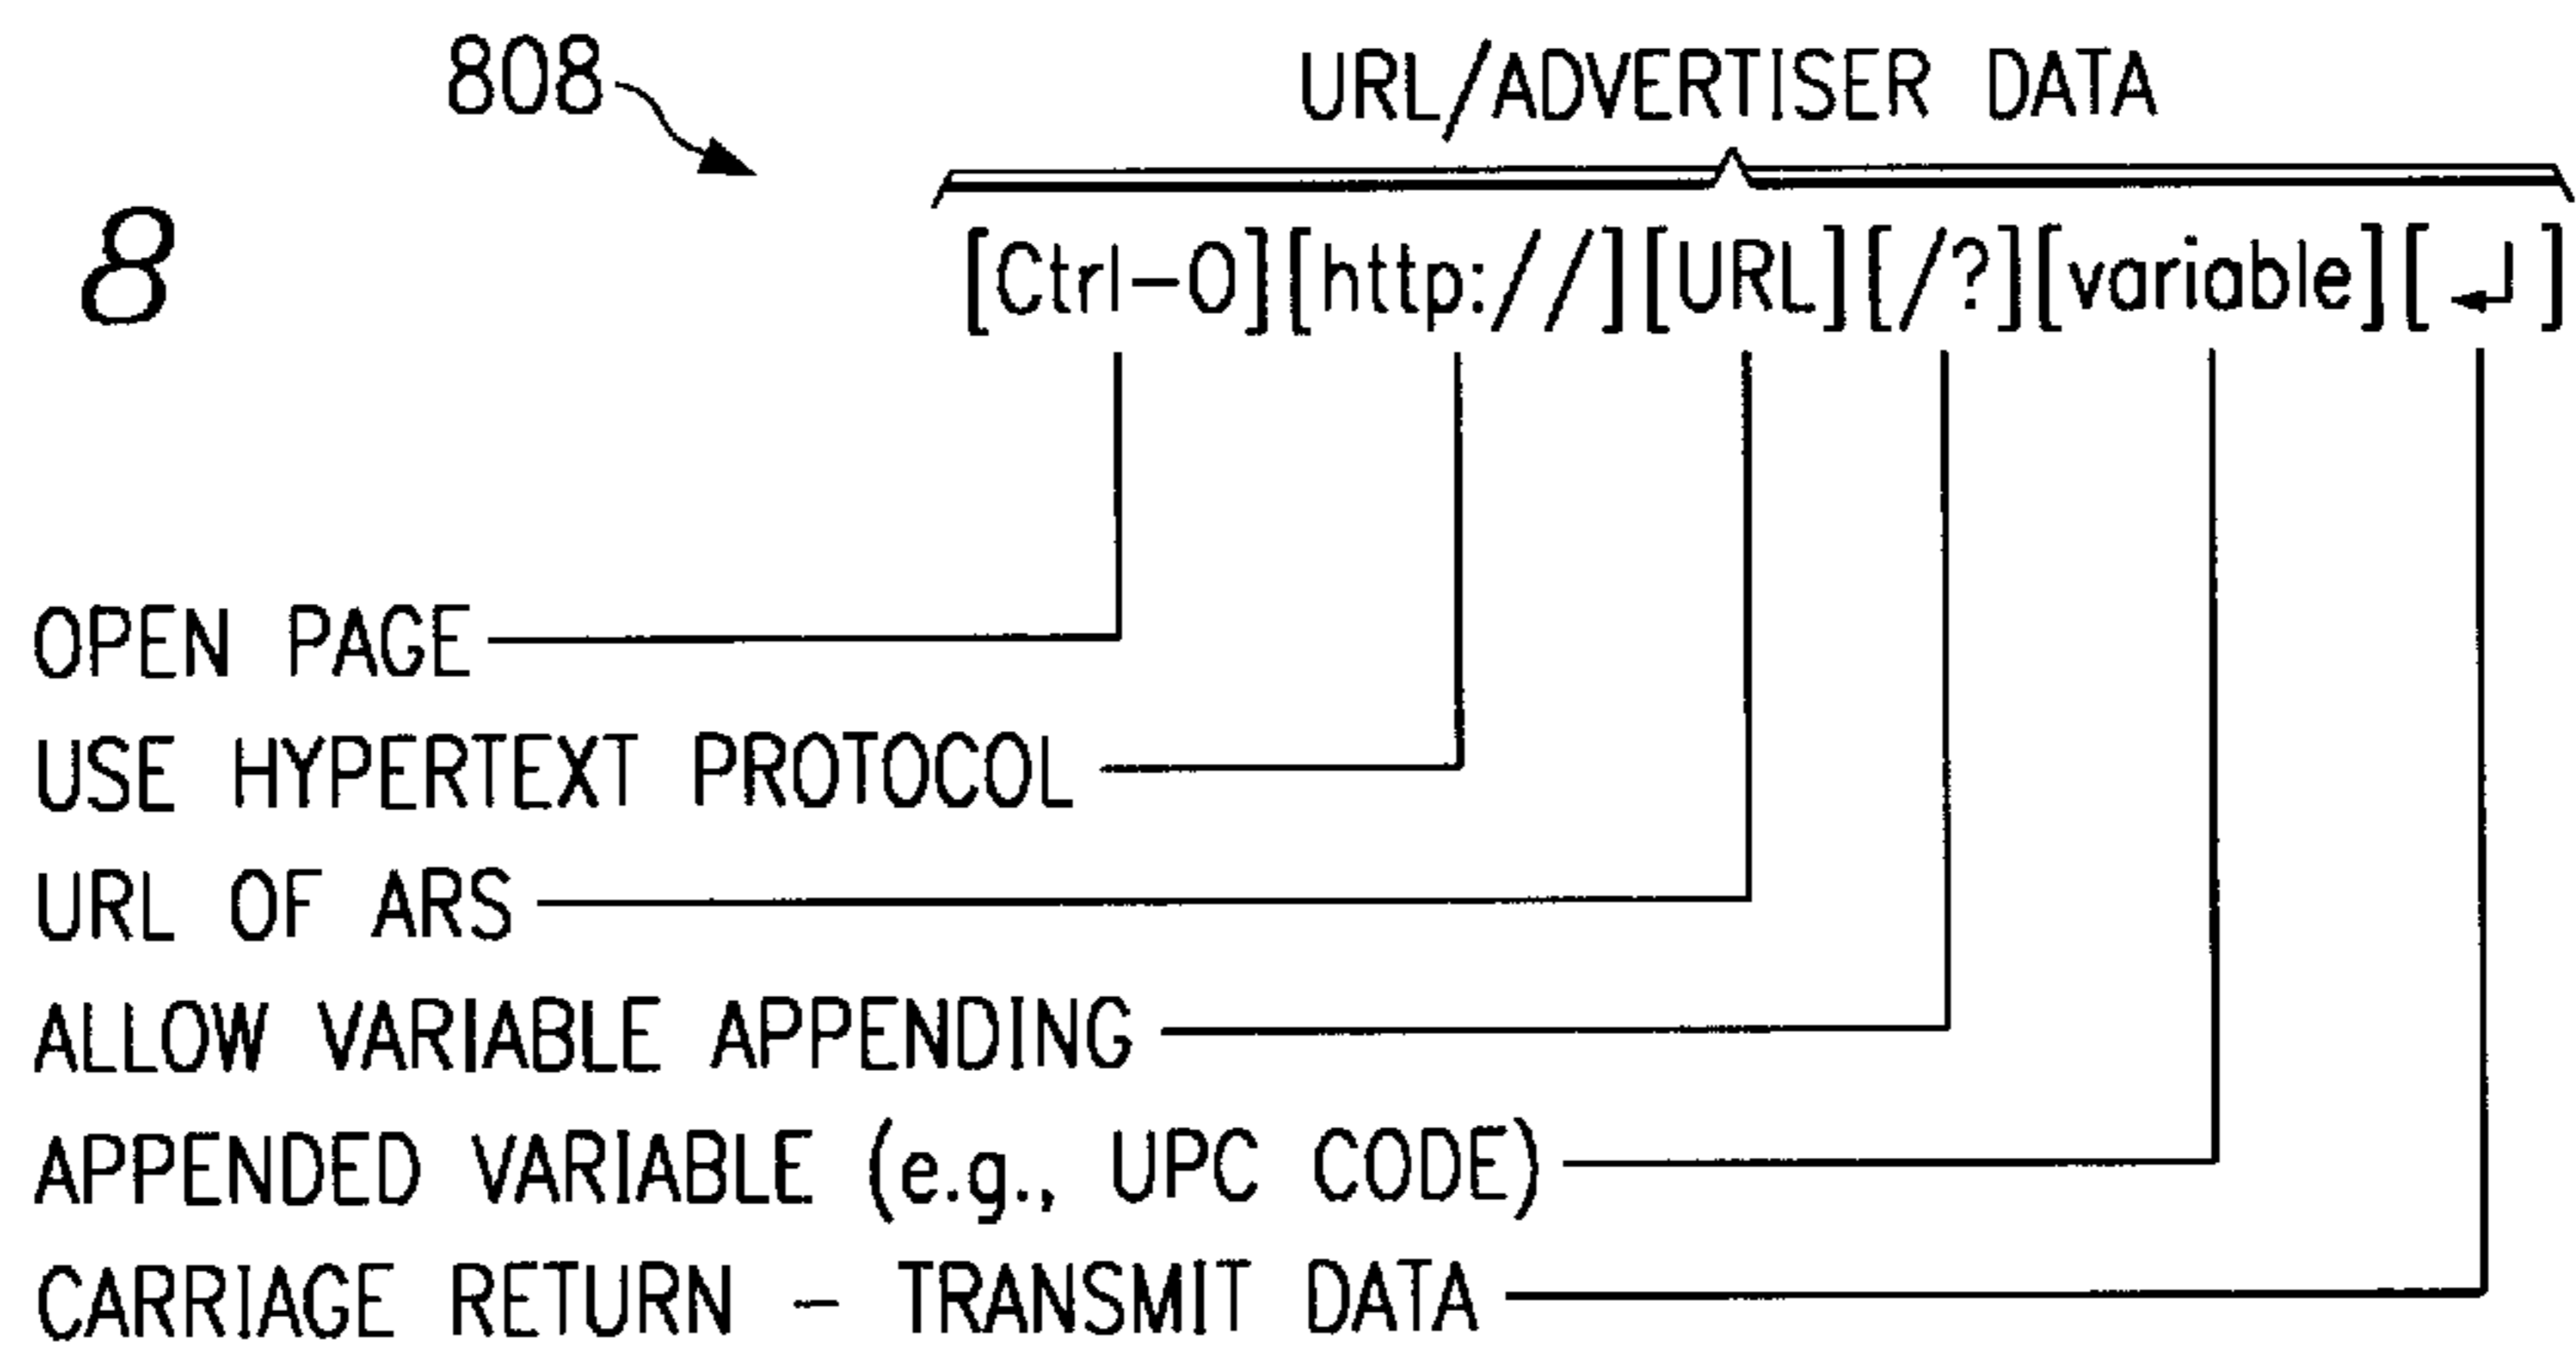 808
URL/ADVERTISER DATA
8
[Ctrl-O][http://][URL][/?][variable][↵]
OPEN PAGE
USE HYPERTEXT PROTOCOL
URL OF ARS
ALLOW VARIABLE APPENDING
APPENDED VARIABLE (e.g., UPC CODE)
CARRIAGE RETURN – TRANSMIT DATA